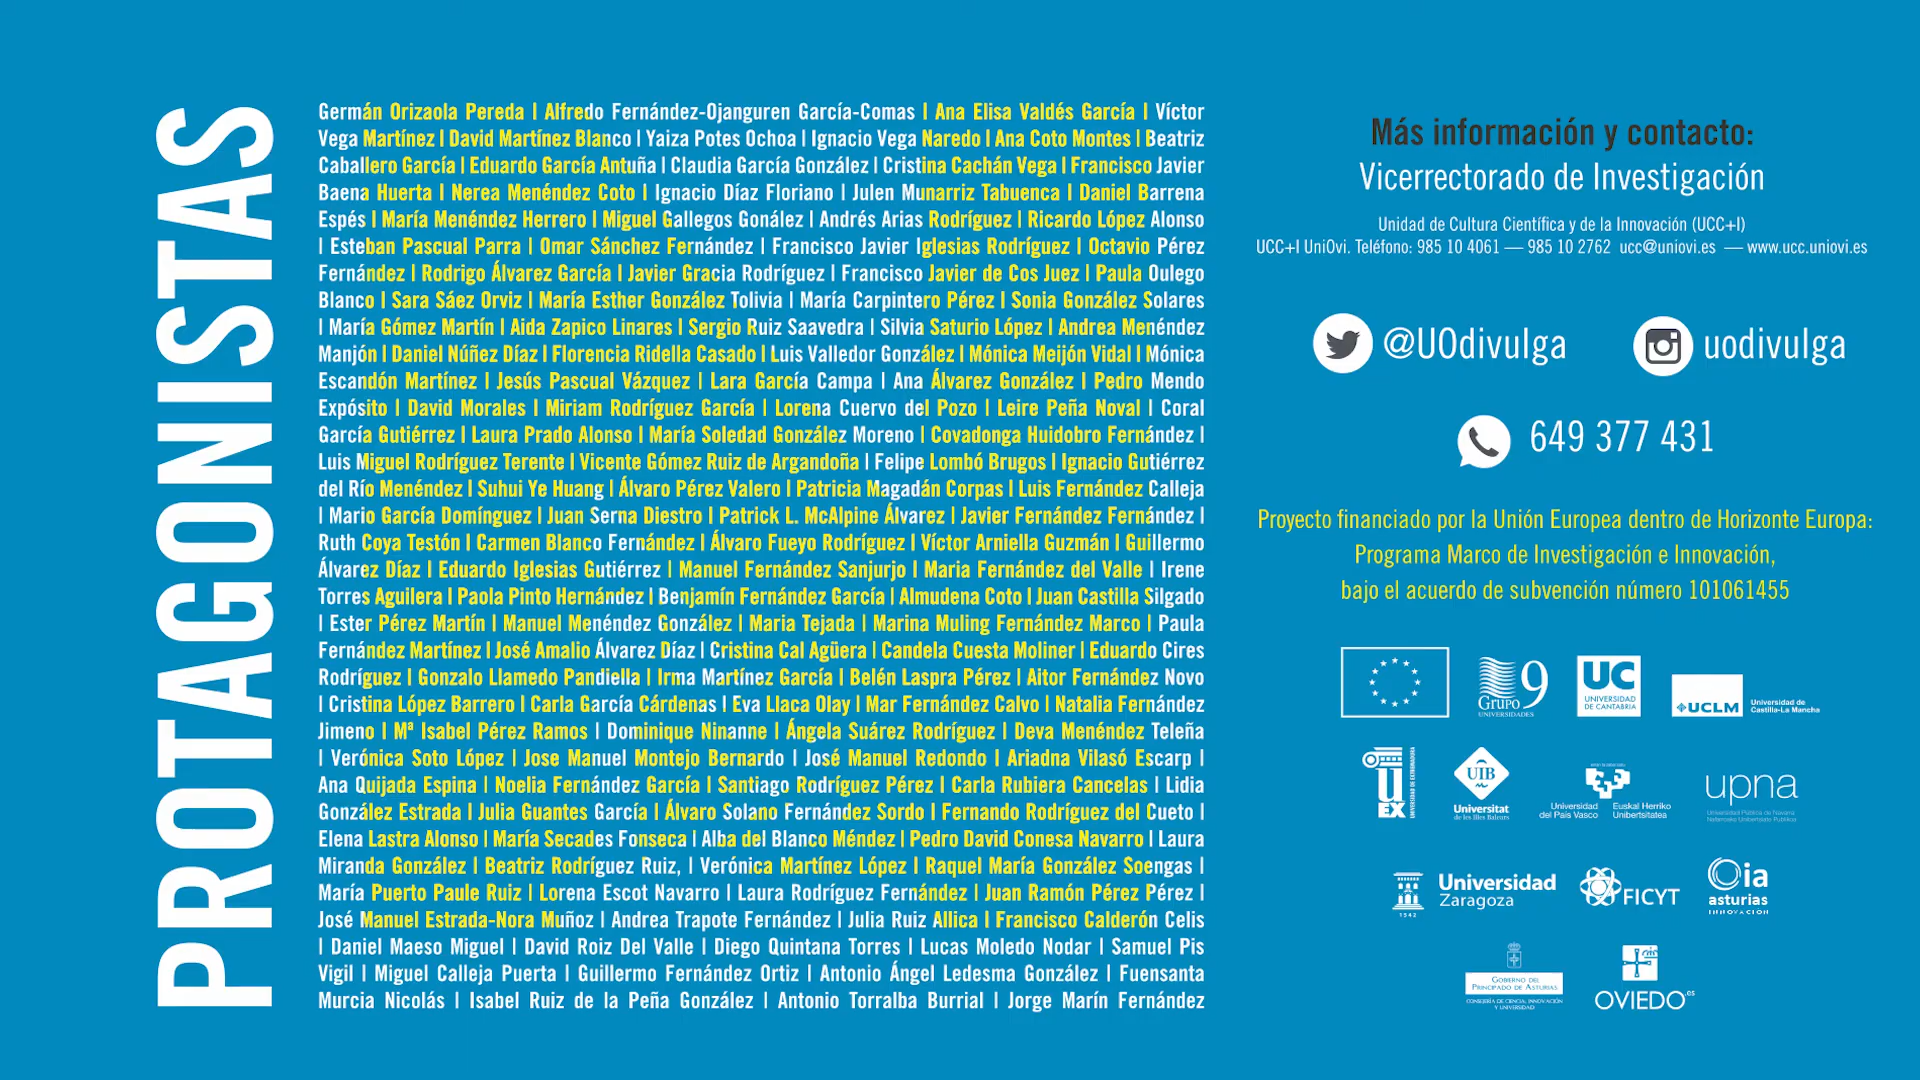 PROTAGONISTAS
Germán Orizaola Pereda | Alfredo Fernández-Ojanguren García-Comas | Ana Elisa Valdés García | Víctor
Vega Martínez | David Martínez Blanco | Yaiza Potes Ochoa | Ignacio Vega Naredo | Ana Coto Montes | Beatriz
Caballero García | Eduardo García Antuña | Claudia García González | Cristina Cachán Vega | Francisco Javier
Baena Huerta | Nerea Menéndez Coto | Ignacio Díaz Floriano | Julen Munarriz Tabuenca | Daniel Barrena
Espés | María Menéndez Herrero | Miguel Gallegos Gonález | Andrés Arias Rodríguez | Ricardo López Alonso
| Esteban Pascual Parra | Omar Sánchez Fernández | Francisco Javier Iglesias Rodríguez | Octavio Pérez
Fernández | Rodrigo Álvarez García | Javier Gracia Rodríguez | Francisco Javier de Cos Juez | Paula Oulego
Blanco | Sara Sáez Orviz | María Esther González Tolivia | María Carpintero Pérez | Sonia González Solares
| María Gómez Martín | Aida Zapico Linares | Sergio Ruiz Saavedra | Silvia Saturio López | Andrea Menéndez
Manjón | Daniel Núñez Díaz | Florencia Ridella Casado | Luis Valledor González | Mónica Meijón Vidal | Mónica
Escandón Martínez | Jesús Pascual Vázquez | Lara García Campa | Ana Álvarez González | Pedro Mendo
Expósito | David Morales | Miriam Rodríguez García | Lorena Cuervo del Pozo | Leire Peña Noval | Coral
García Gutiérrez | Laura Prado Alonso | María Soledad González Moreno | Covadonga Huidobro Fernández |
Luis Miguel Rodríguez Terente | Vicente Gómez Ruiz de Argandoña | Felipe Lombó Brugos | Ignacio Gutiérrez
del Río Menéndez | Suhui Ye Huang | Álvaro Pérez Valero | Patricia Magadán Corpas | Luis Fernández Calleja
| Mario García Domínguez | Juan Serna Diestro | Patrick L. McAlpine Álvarez | Javier Fernández Fernández |
Ruth Coya Testón | Carmen Blanco Fernández | Álvaro Fueyo Rodríguez | Víctor Arniella Guzmán | Guillermo
Álvarez Díaz | Eduardo Iglesias Gutiérrez | Manuel Fernández Sanjurjo | Maria Fernández del Valle | Irene
Torres Aguilera | Paola Pinto Hernández | Benjamín Fernández García | Almudena Coto | Juan Castilla Silgado
| Ester Pérez Martín | Manuel Menéndez González | Maria Tejada | Marina Muling Fernández Marco | Paula
Fernández Martínez | José Amalio Álvarez Díaz | Cristina Cal Agüera | Candela Cuesta Moliner | Eduardo Cires
Rodríguez | Gonzalo Llamedo Pandiella | Irma Martínez García | Belén Laspra Pérez | Aitor Fernández Novo
| Cristina López Barrero | Carla García Cárdenas | Eva Llaca Olay | Mar Fernández Calvo | Natalia Fernández
Jimeno | Mª Isabel Pérez Ramos | Dominique Ninanne | Ángela Suárez Rodríguez | Deva Menéndez Teleña
| Verónica Soto López | Jose Manuel Montejo Bernardo | José Manuel Redondo | Ariadna Vilasó Escarp |
Ana Quijada Espina | Noelia Fernández García | Santiago Rodríguez Pérez | Carla Rubiera Cancelas | Lidia
González Estrada | Julia Guantes García | Álvaro Solano Fernández Sordo | Fernando Rodríguez del Cueto |
Elena Lastra Alonso | María Secades Fonseca | Alba del Blanco Méndez | Pedro David Conesa Navarro | Laura
Miranda González | Beatriz Rodríguez Ruiz, | Verónica Martínez López | Raquel María González Soengas |
María Puerto Paule Ruiz | Lorena Escot Navarro | Laura Rodríguez Fernández | Juan Ramón Pérez Pérez |
José Manuel Estrada-Nora Muñoz | Andrea Trapote Fernández | Julia Ruiz Allica | Francisco Calderón Celis
| Daniel Maeso Miguel | David Roiz Del Valle | Diego Quintana Torres | Lucas Moledo Nodar | Samuel Pis
Vigil | Miguel Calleja Puerta | Guillermo Fernández Ortiz | Antonio Ángel Ledesma González | Fuensanta
Murcia Nicolás | Isabel Ruiz de la Peña González | Antonio Torralba Burrial | Jorge Marín Fernández
Más información y contacto:
Vicerrectorado de Investigación
Unidad de Cultura Científica y de la Innovación (UCC+I)
UCC+I UniOvi. Teléfono: 985 10 4061 — 985 10 2762 ucc@uniovi.es — www.ucc.uniovi.es
@UOdivulga
uodivulga
649 377 431
Proyecto financiado por la Unión Europea dentro de Horizonte Europa:
Programa Marco de Investigación e Innovación,
bajo el acuerdo de subvención número 101061455
Grupo 9
UNIVERSIDADES
UC
UNIVERSIDAD
DE CANTABRIA
UCLM
Universidad de
Castilla-La Mancha
UEX
UNIVERSIDAD DE EXTREMADURA
UIB
Universitat
de les Illes Balears
Universidad
del País Vasco
Euskal Herriko
Unibertsitatea
upna
Universidad Pública de Navarra
Nafarroako Unibertsitate Publikoa
1542
Universidad
Zaragoza
FICYT
Oia
asturias
INNOVACIÓN
GOBIERNO DEL
PRINCIPADO DE ASTURIAS
CONSEJERÍA DE CIENCIA, INNOVACIÓN
Y UNIVERSIDAD
OVIEDO.es